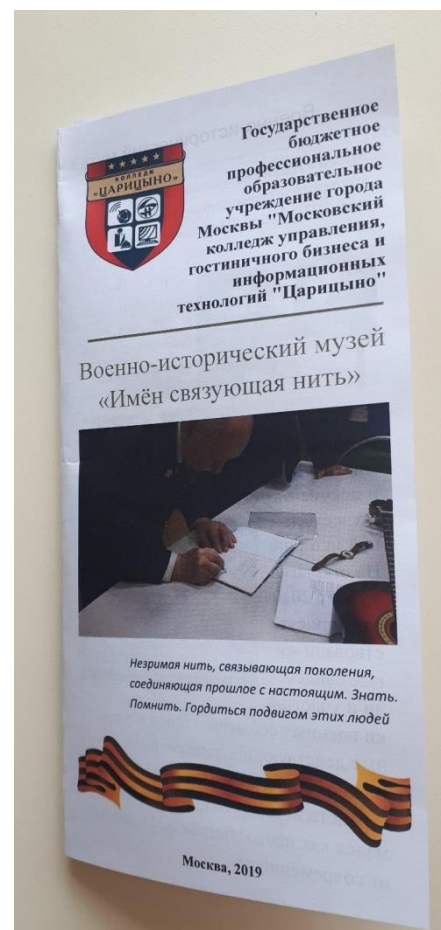 КОЛЛЕДЖ
«ЦАРИЦЫНО»
Государственное
бюджетное
профессиональное
образовательное
учреждение города
Москвы "Московский
колледж управления,
гостиничного бизнеса и
информационных
технологий "Царицыно"
Военно-исторический музей
«Имён связующая нить»
Незримая нить, связывающая поколения,
соединяющая прошлое с настоящим. Знать.
Помнить. Гордиться подвигом этих людей
Москва, 2019